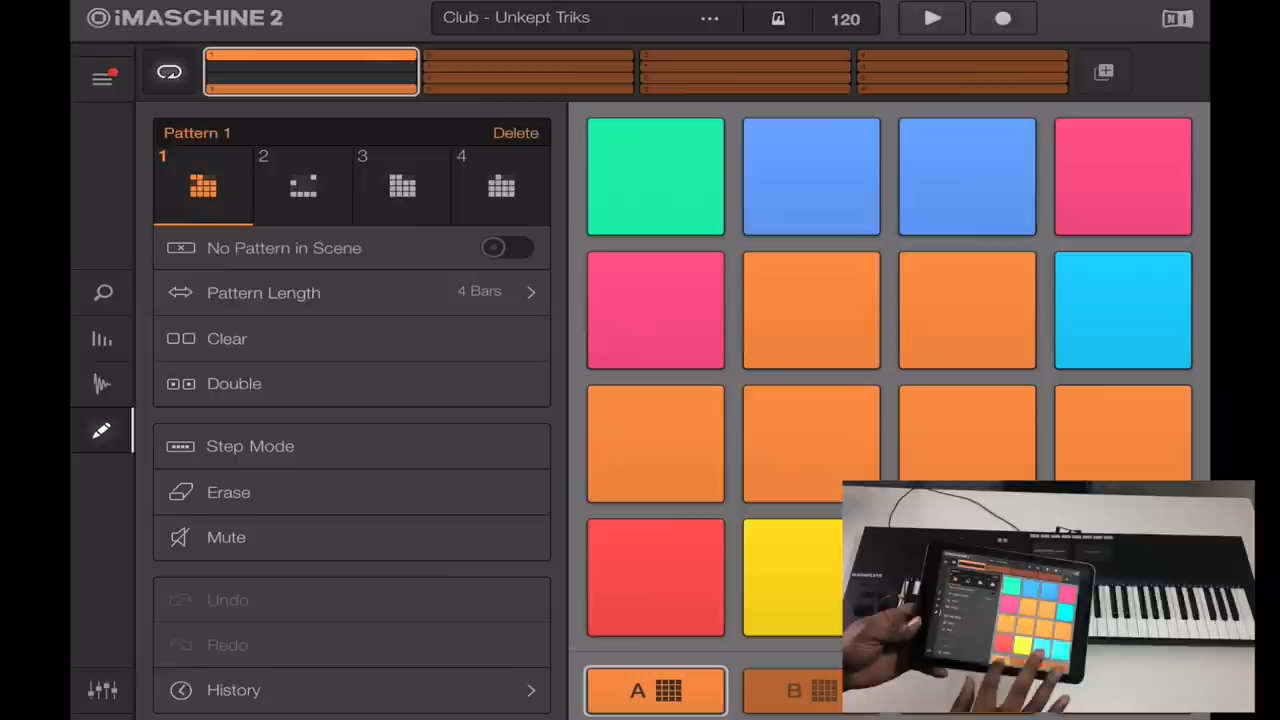 iMASCHINE 2
Club - Unkept Triks
...
120
NI
Pattern 1
Delete
1
2
3
4
No Pattern in Scene
Pattern Length
4 Bars
Clear
Double
Step Mode
Erase
Mute
Undo
Redo
History
A
B